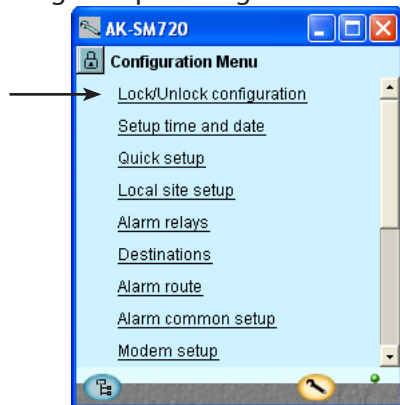 AK-SM720
Configuration Menu
Lock/Unlock configuration
Setup time and date
Quick setup
Local site setup
Alarm relays
Destinations
Alarm route
Alarm common setup
Modem setup